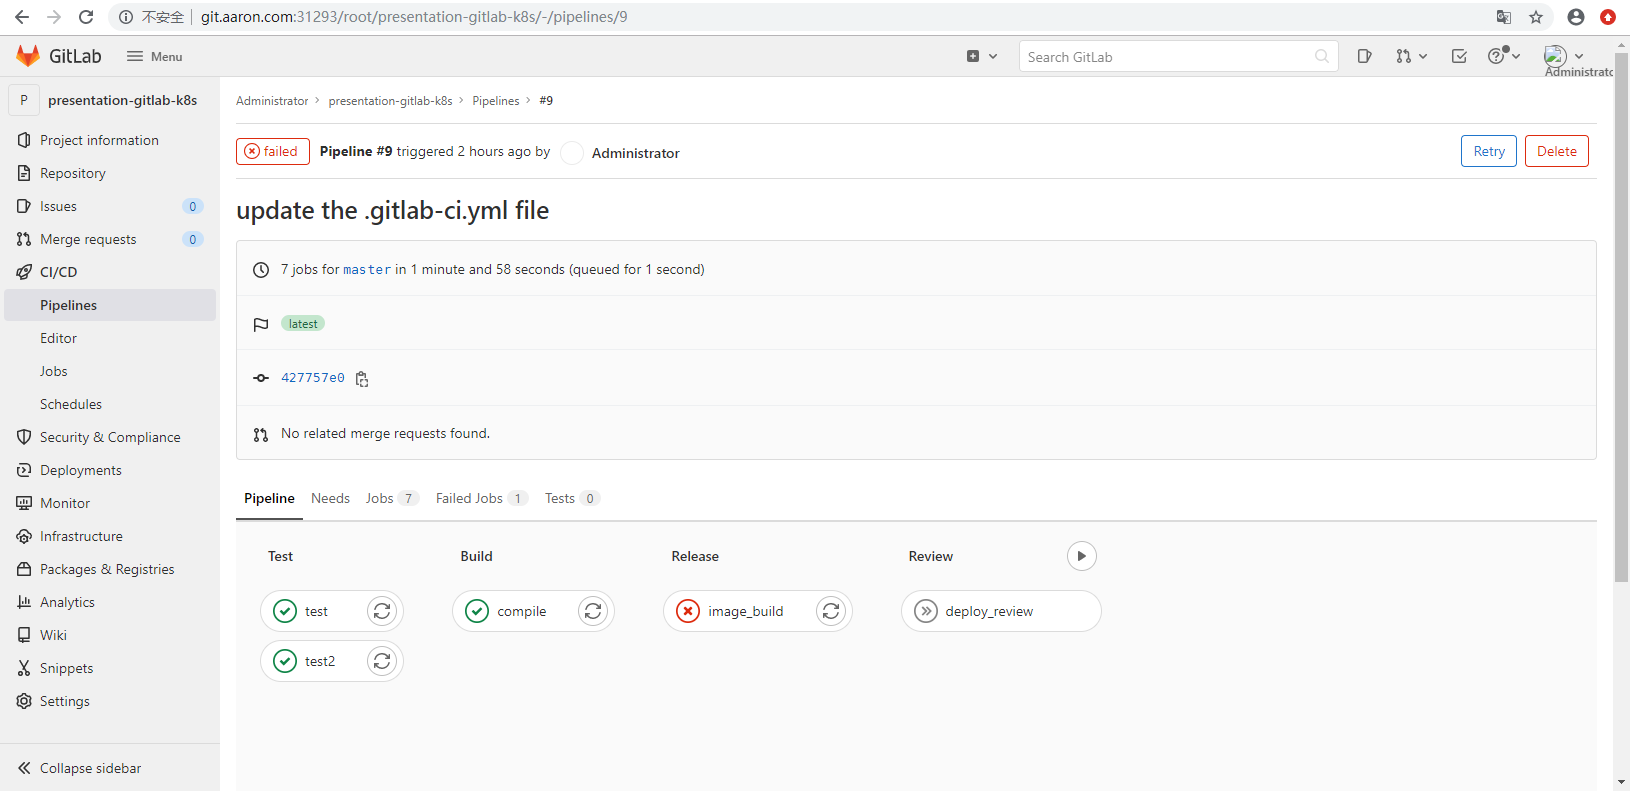 不安全 git.aaron.com:31293/root/presentation-gitlab-k8s/-/pipelines/9
GitLab Menu Search GitLab
Administrator
P presentation-gitlab-k8s
Project information
Repository
Issues 0
Merge requests 0
CI/CD
Pipelines
Editor
Jobs
Schedules
Security & Compliance
Deployments
Monitor
Infrastructure
Packages & Registries
Analytics
Wiki
Snippets
Settings
Collapse sidebar
Administrator › presentation-gitlab-k8s › Pipelines › #9
failed Pipeline #9 triggered 2 hours ago by Administrator Retry Delete
update the .gitlab-ci.yml file
7 jobs for master in 1 minute and 58 seconds (queued for 1 second)
latest
427757e0
No related merge requests found.
Pipeline Needs Jobs 7 Failed Jobs 1 Tests 0
Test Build Release Review
test compile image_build deploy_review
test2